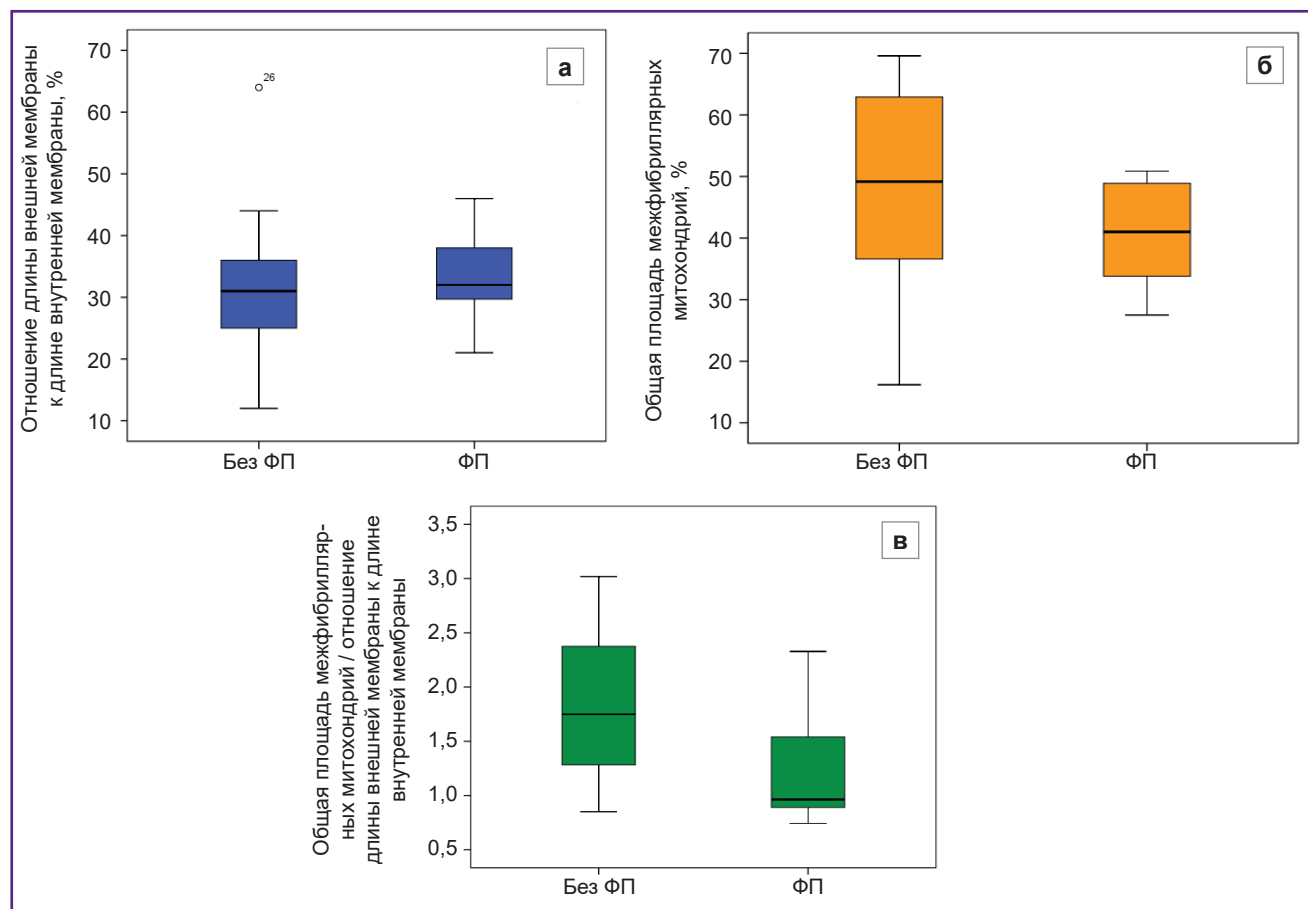 Отношение длины внешней мембраны
к длине внутренней мембраны, %
70
60
50
40
30
20
10
26
а
Без ФП
ФП
Общая площадь межфибриллярных
митохондрий, %
70
60
50
40
30
20
10
б
Без ФП
ФП
Общая площадь межфибрилляр-
ных митохондрий / отношение
длины внешней мембраны к длине
внутренней мембраны
3,5
3,0
2,5
2,0
1,5
1,0
0,5
в
Без ФП
ФП